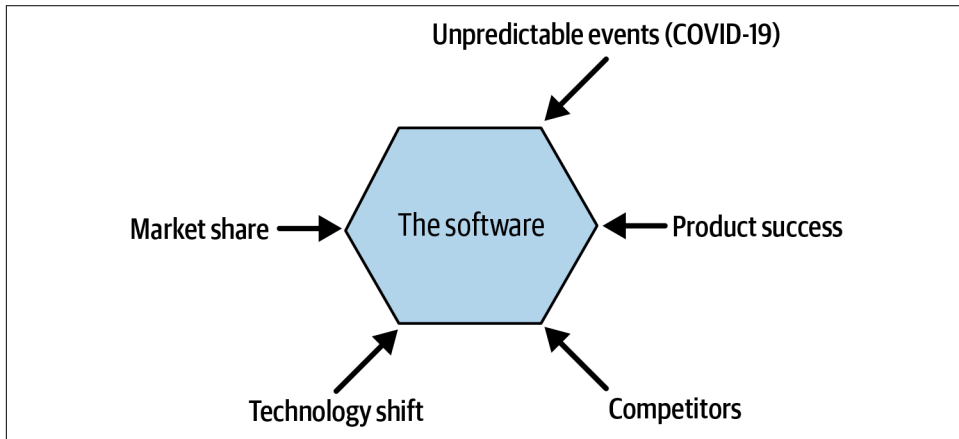 Unpredictable events (COVID-19)
Market share
The software
Product success
Technology shift
Competitors